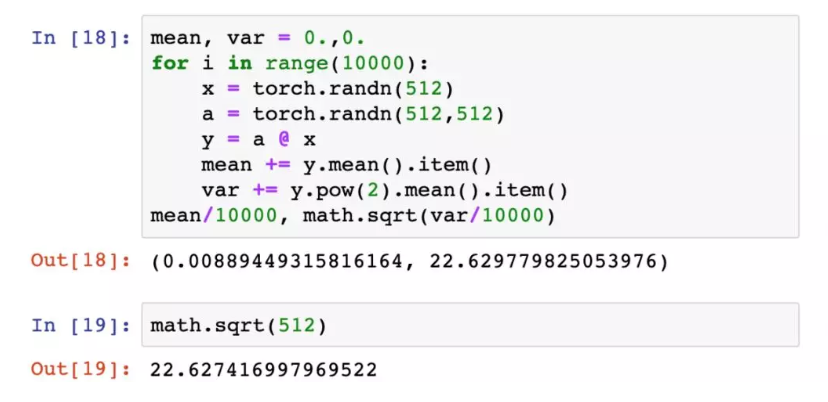 In [18]: mean, var = 0.,0.
for i in range(10000):
    x = torch.randn(512)
    a = torch.randn(512,512)
    y = a @ x
    mean += y.mean().item()
    var += y.pow(2).mean().item()
mean/10000, math.sqrt(var/10000)
Out[18]: (0.00889449315816164, 22.629779825053976)
In [19]: math.sqrt(512)
Out[19]: 22.627416997969522